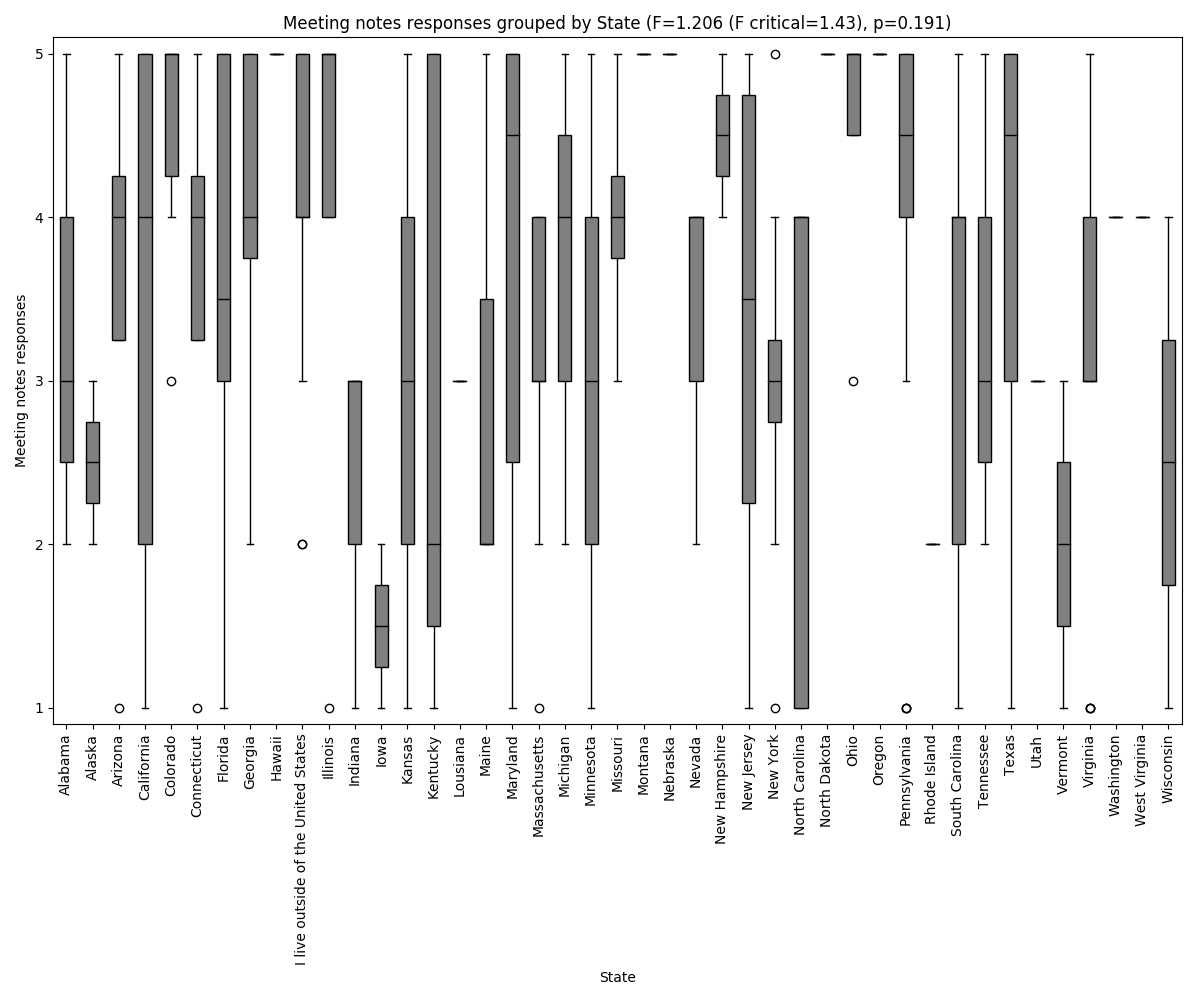 Meeting notes responses grouped by State (F=1.206 (F critical=1.43), p=0.191)
Meeting notes responses
5
4
3
2
1
Alabama
Alaska
Arizona
California
Colorado
Connecticut
Florida
Georgia
Hawaii
I live outside of the United States
Illinois
Indiana
Iowa
Kansas
Kentucky
Lousiana
Maine
Maryland
Massachusetts
Michigan
Minnesota
Missouri
Montana
Nebraska
Nevada
New Hampshire
New Jersey
New York
North Carolina
North Dakota
Ohio
Oregon
Pennsylvania
Rhode Island
South Carolina
Tennessee
Texas
Utah
Vermont
Virginia
Washington
West Virginia
Wisconsin
State